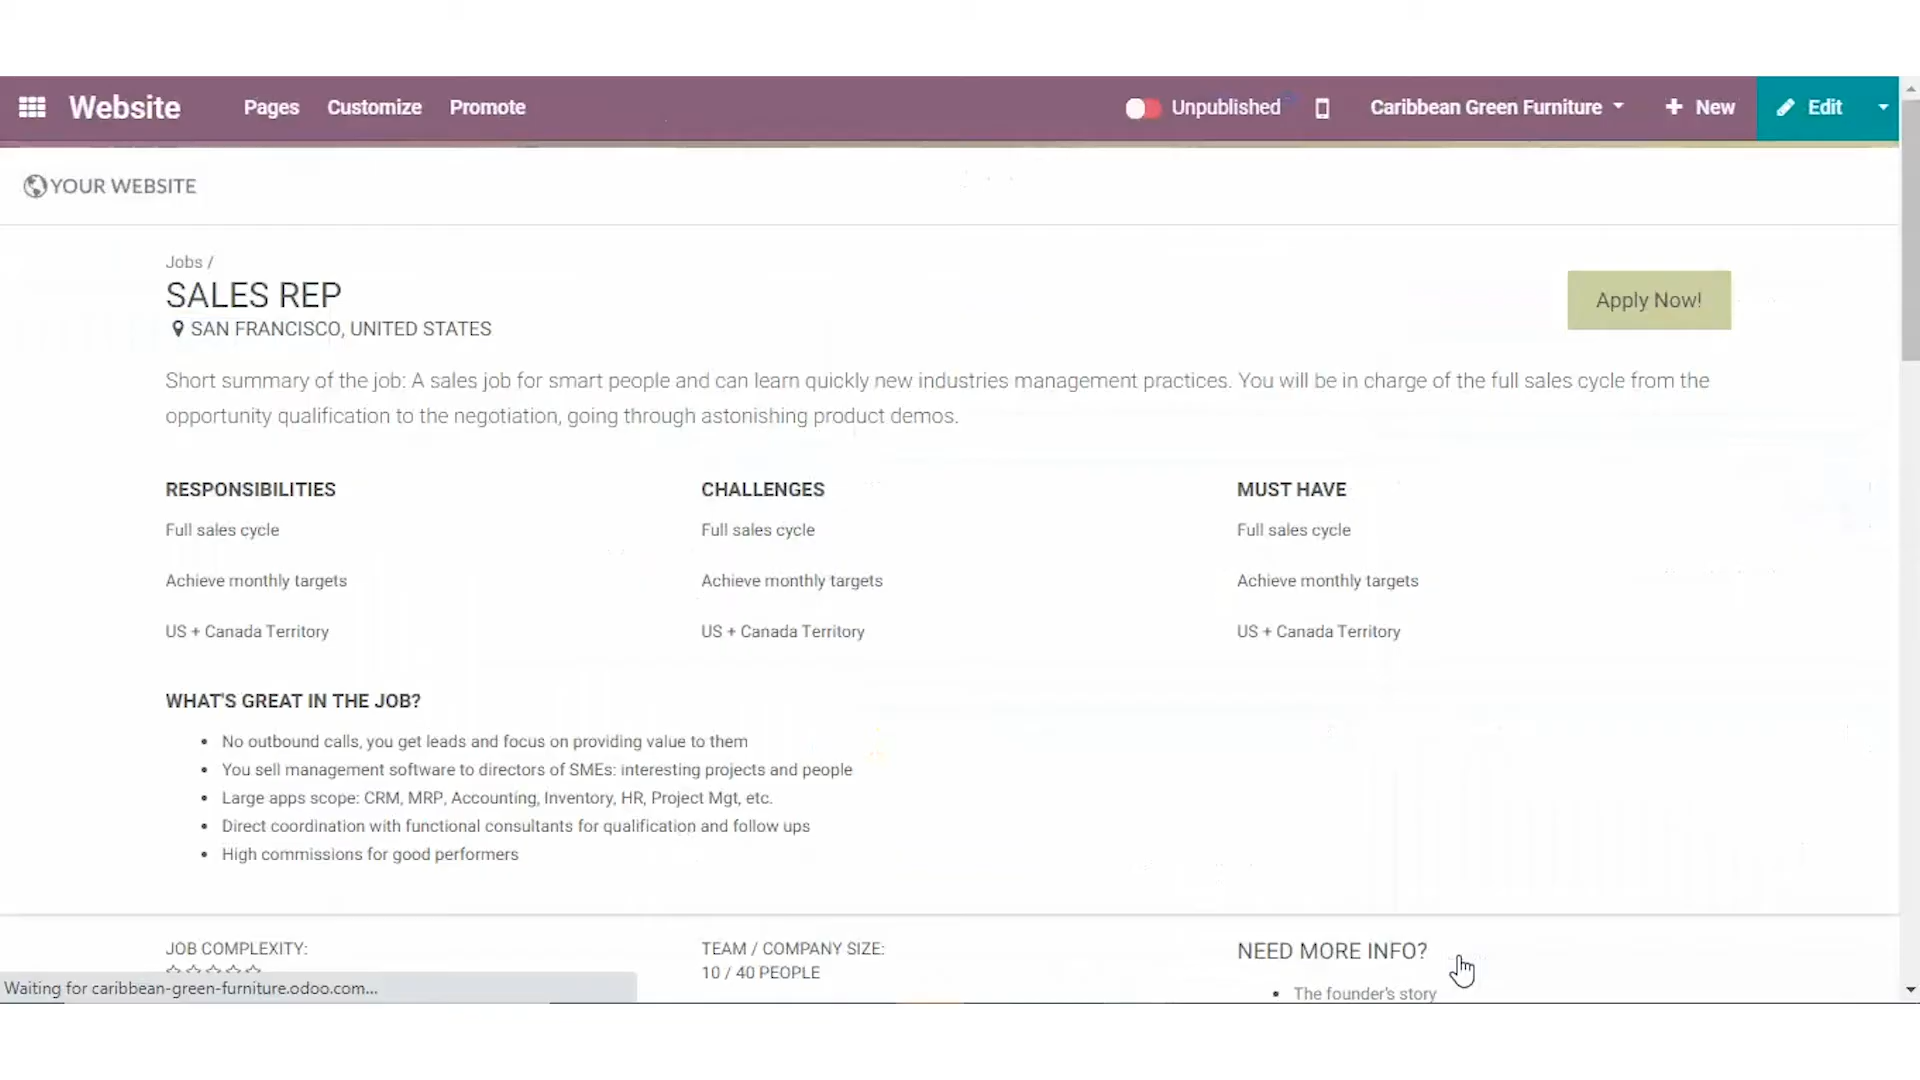 Website
Pages
Customize
Promote
Unpublished
Caribbean Green Furniture
+ New
Edit
YOUR WEBSITE
Jobs /
SALES REP
SAN FRANCISCO, UNITED STATES
Apply Now!
Short summary of the job: A sales job for smart people and can learn quickly new industries management practices. You will be in charge of the full sales cycle from the
opportunity qualification to the negotiation, going through astonishing product demos.
RESPONSIBILITIES
Full sales cycle
Achieve monthly targets
US + Canada Territory
CHALLENGES
Full sales cycle
Achieve monthly targets
US + Canada Territory
MUST HAVE
Full sales cycle
Achieve monthly targets
US + Canada Territory
WHAT'S GREAT IN THE JOB?
• No outbound calls, you get leads and focus on providing value to them
• You sell management software to directors of SMEs: interesting projects and people
• Large apps scope: CRM, MRP, Accounting, Inventory, HR, Project Mgt, etc.
• Direct coordination with functional consultants for qualification and follow ups
• High commissions for good performers
JOB COMPLEXITY:
TEAM / COMPANY SIZE:
10 / 40 PEOPLE
NEED MORE INFO?
• The founder's story
Waiting for caribbean-green-furniture.odoo.com...